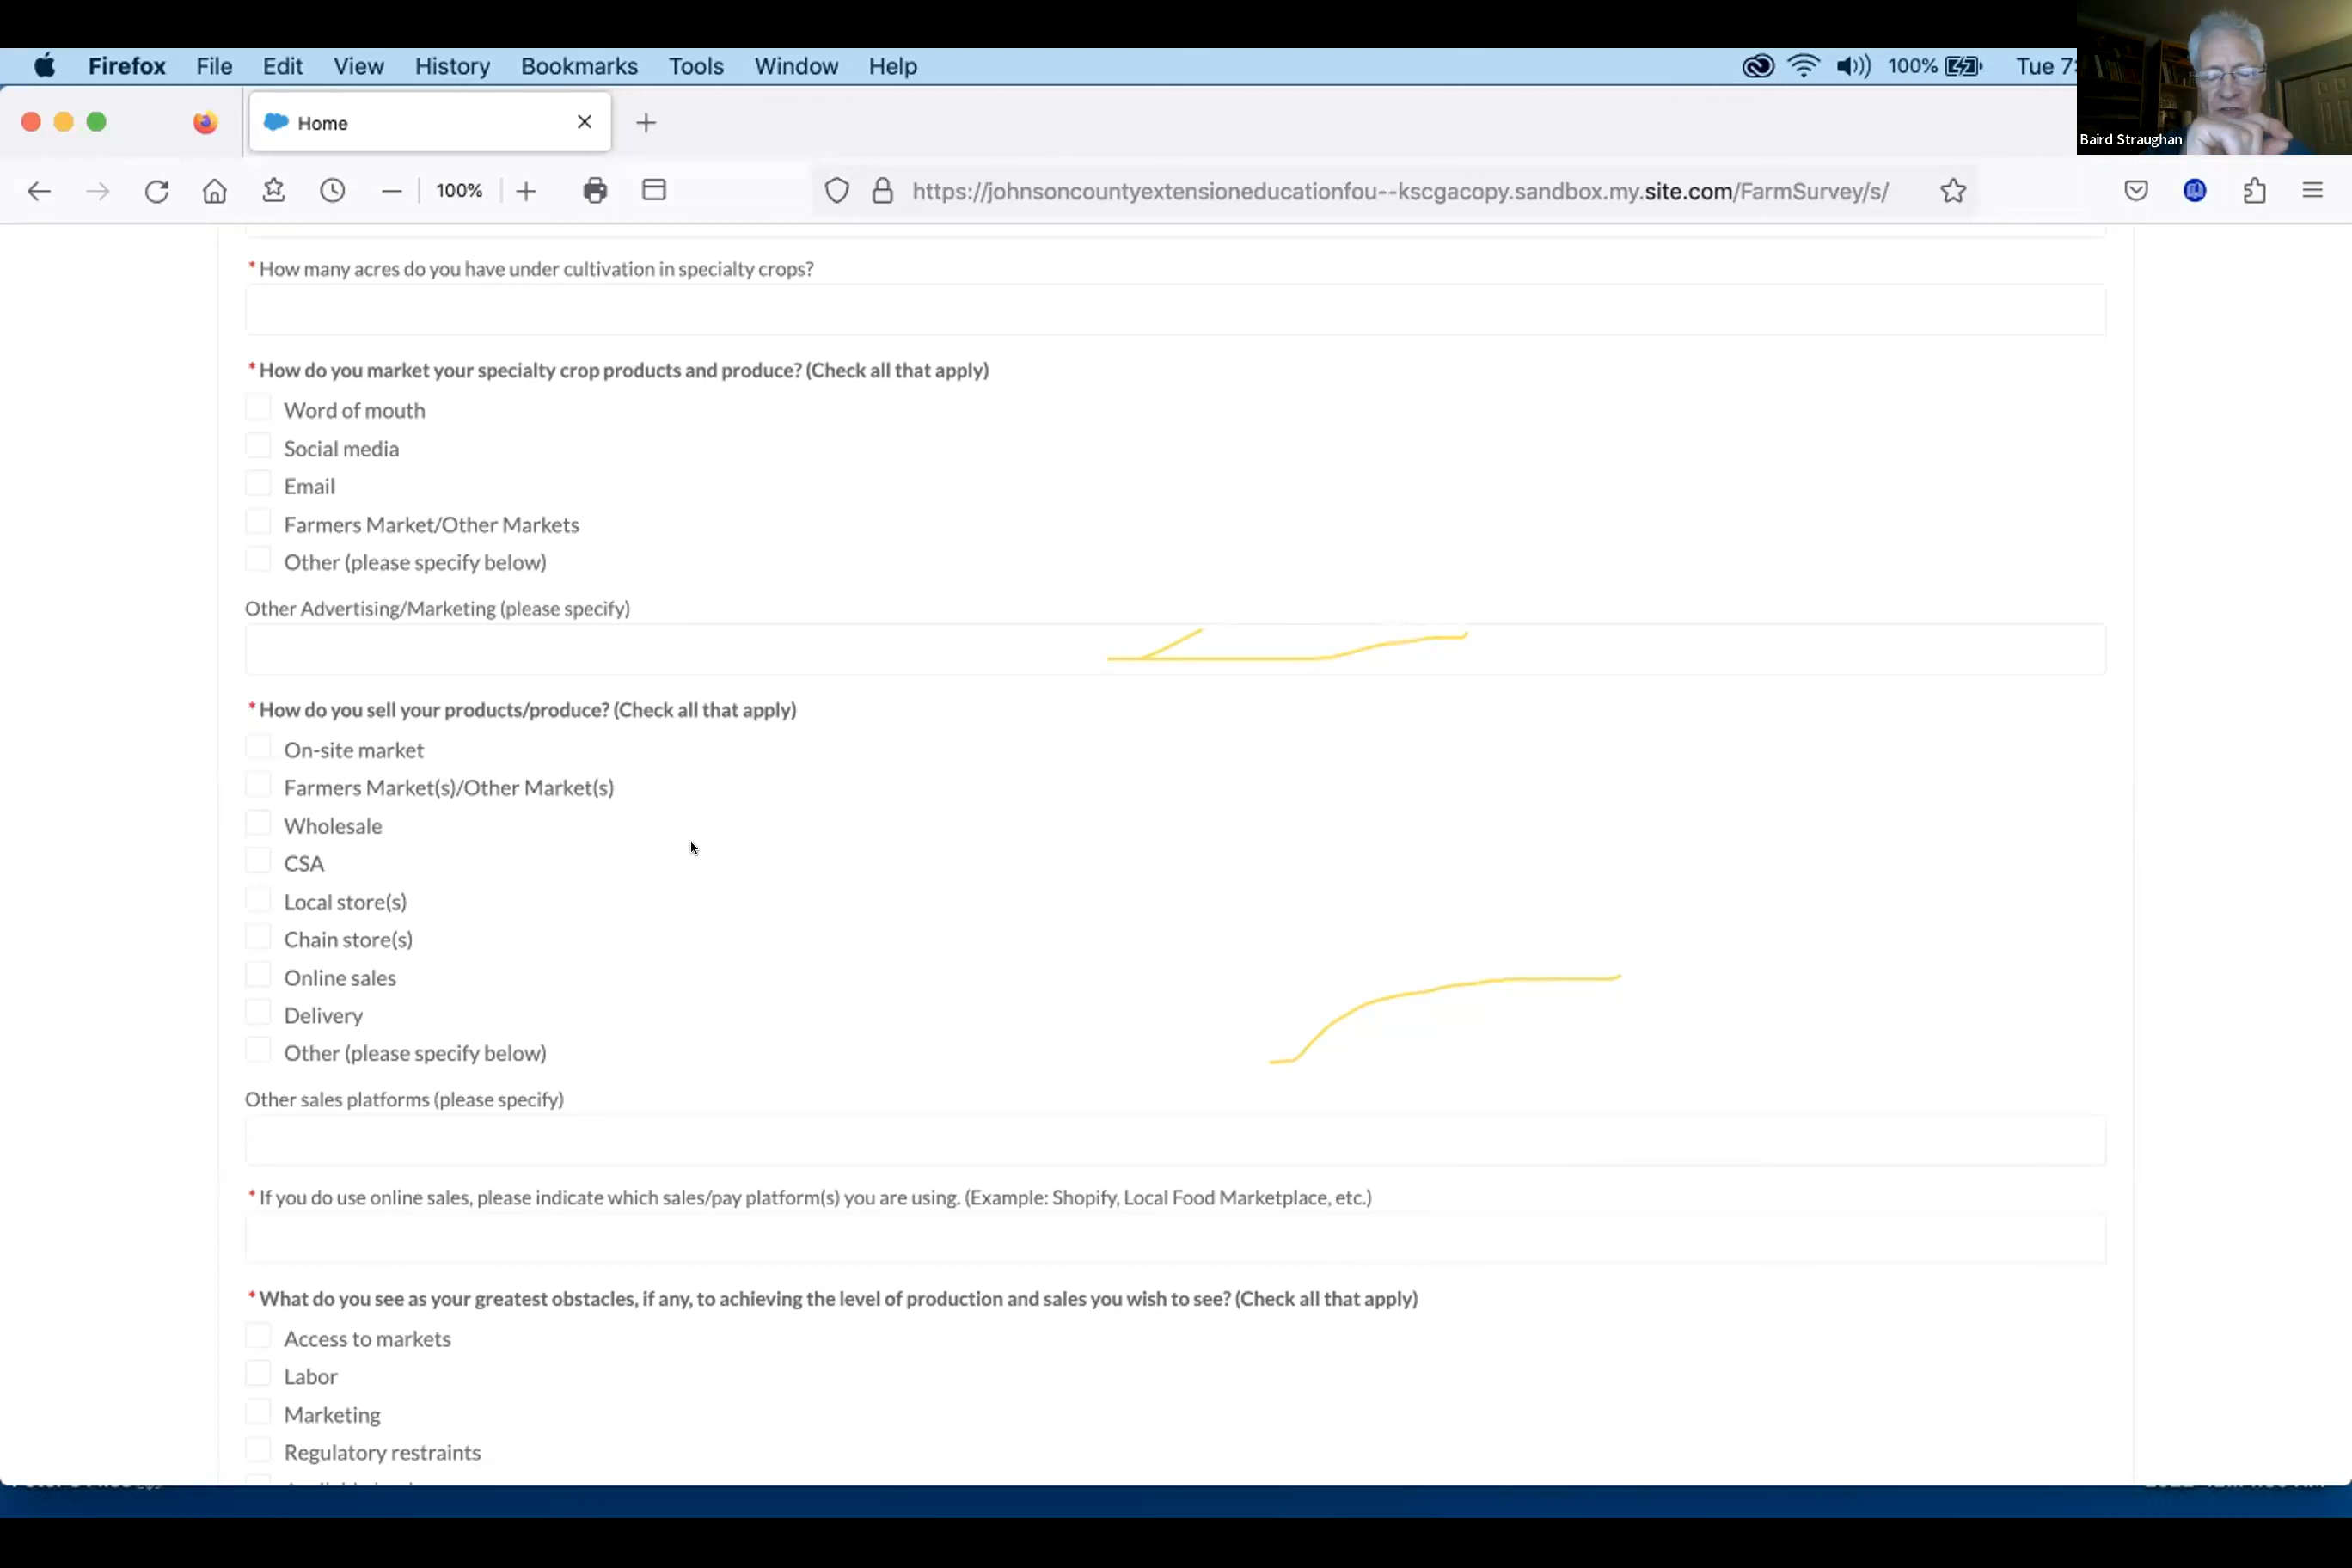 Firefox File Edit View History Bookmarks Tools Window Help 100% Tue 7:
Baird Straughan
Home
100% https://johnsoncountyextensioneducationfou--kscgacopy.sandbox.my.site.com/FarmSurvey/s/
* How many acres do you have under cultivation in specialty crops?
* How do you market your specialty crop products and produce? (Check all that apply)
Word of mouth
Social media
Email
Farmers Market/Other Markets
Other (please specify below)
Other Advertising/Marketing (please specify)
* How do you sell your products/produce? (Check all that apply)
On-site market
Farmers Market(s)/Other Market(s)
Wholesale
CSA
Local store(s)
Chain store(s)
Online sales
Delivery
Other (please specify below)
Other sales platforms (please specify)
* If you do use online sales, please indicate which sales/pay platform(s) you are using. (Example: Shopify, Local Food Marketplace, etc.)
* What do you see as your greatest obstacles, if any, to achieving the level of production and sales you wish to see? (Check all that apply)
Access to markets
Labor
Marketing
Regulatory restraints